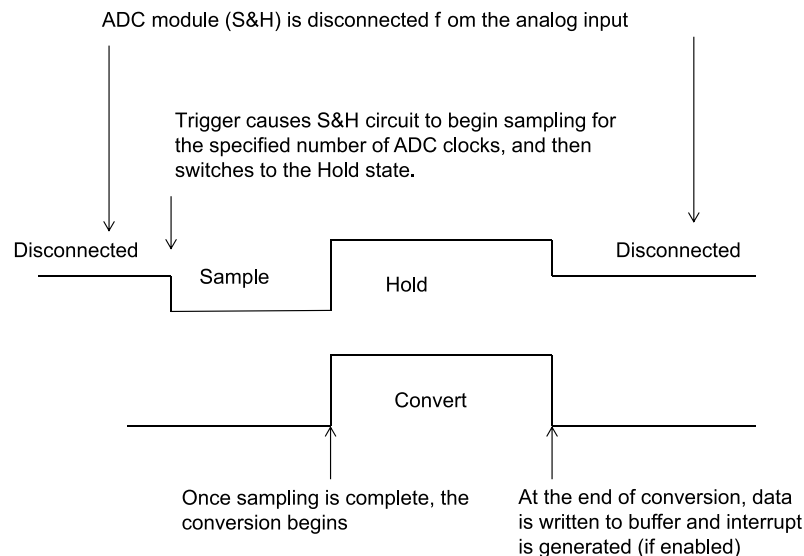 ADC module (S&H) is disconnected f om the analog input
Trigger causes S&H circuit to begin sampling for
the specified number of ADC clocks, and then
switches to the Hold state.
Disconnected
Disconnected
Sample
Hold
Convert
Once sampling is complete, the
conversion begins
At the end of conversion, data
is written to buffer and interrupt
is generated (if enabled)